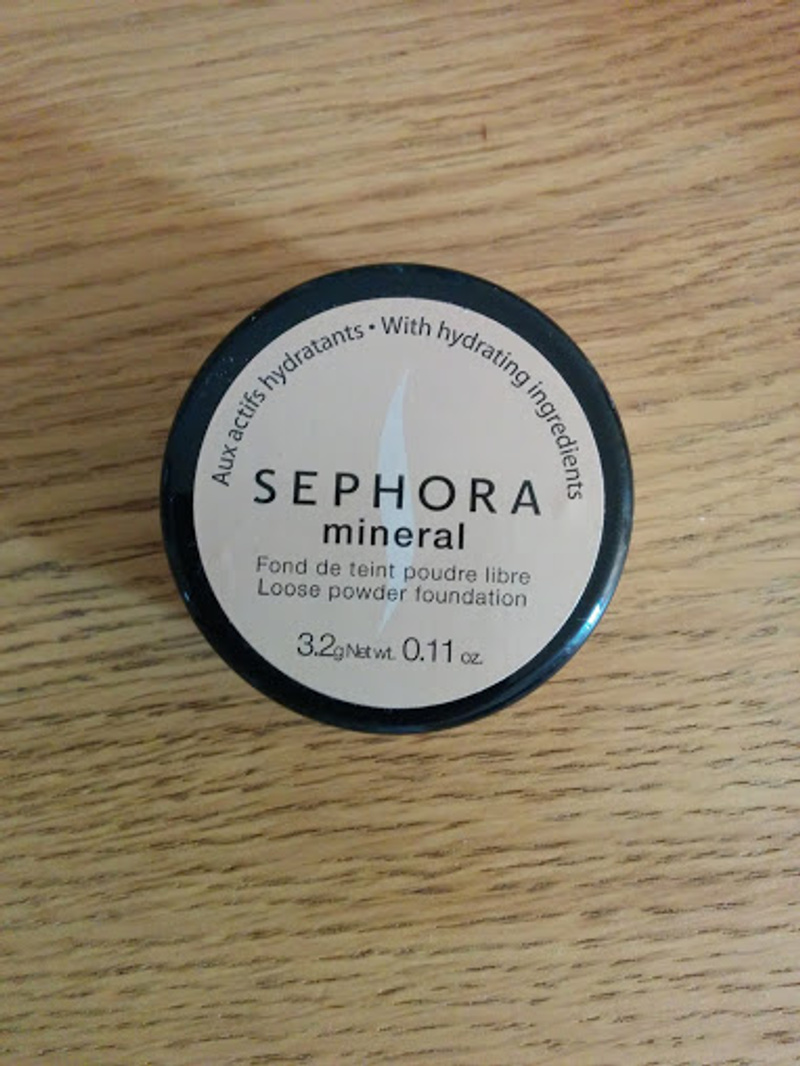 Aux actifs hydratants • With hydrating ingredients
SEPHORA
mineral
Fond de teint poudre libre
Loose powder foundation
3.2g Net wt. 0.11 oz.